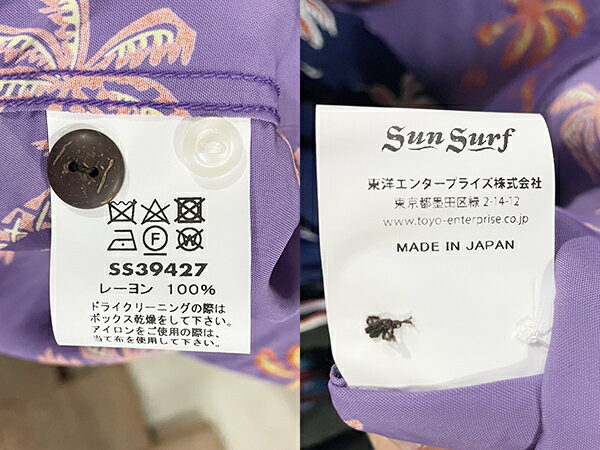 SS39427
レーヨン 100%
ドライクリーニングの際は
ボックス乾燥をして下さい。
アイロンをご使用の際は、
当て布を使用して下さい。
Sun Surf
東洋エンタープライズ株式会社
東京都墨田区緑 2-14-12
www.toyo-enterprise.co.jp
MADE IN JAPAN